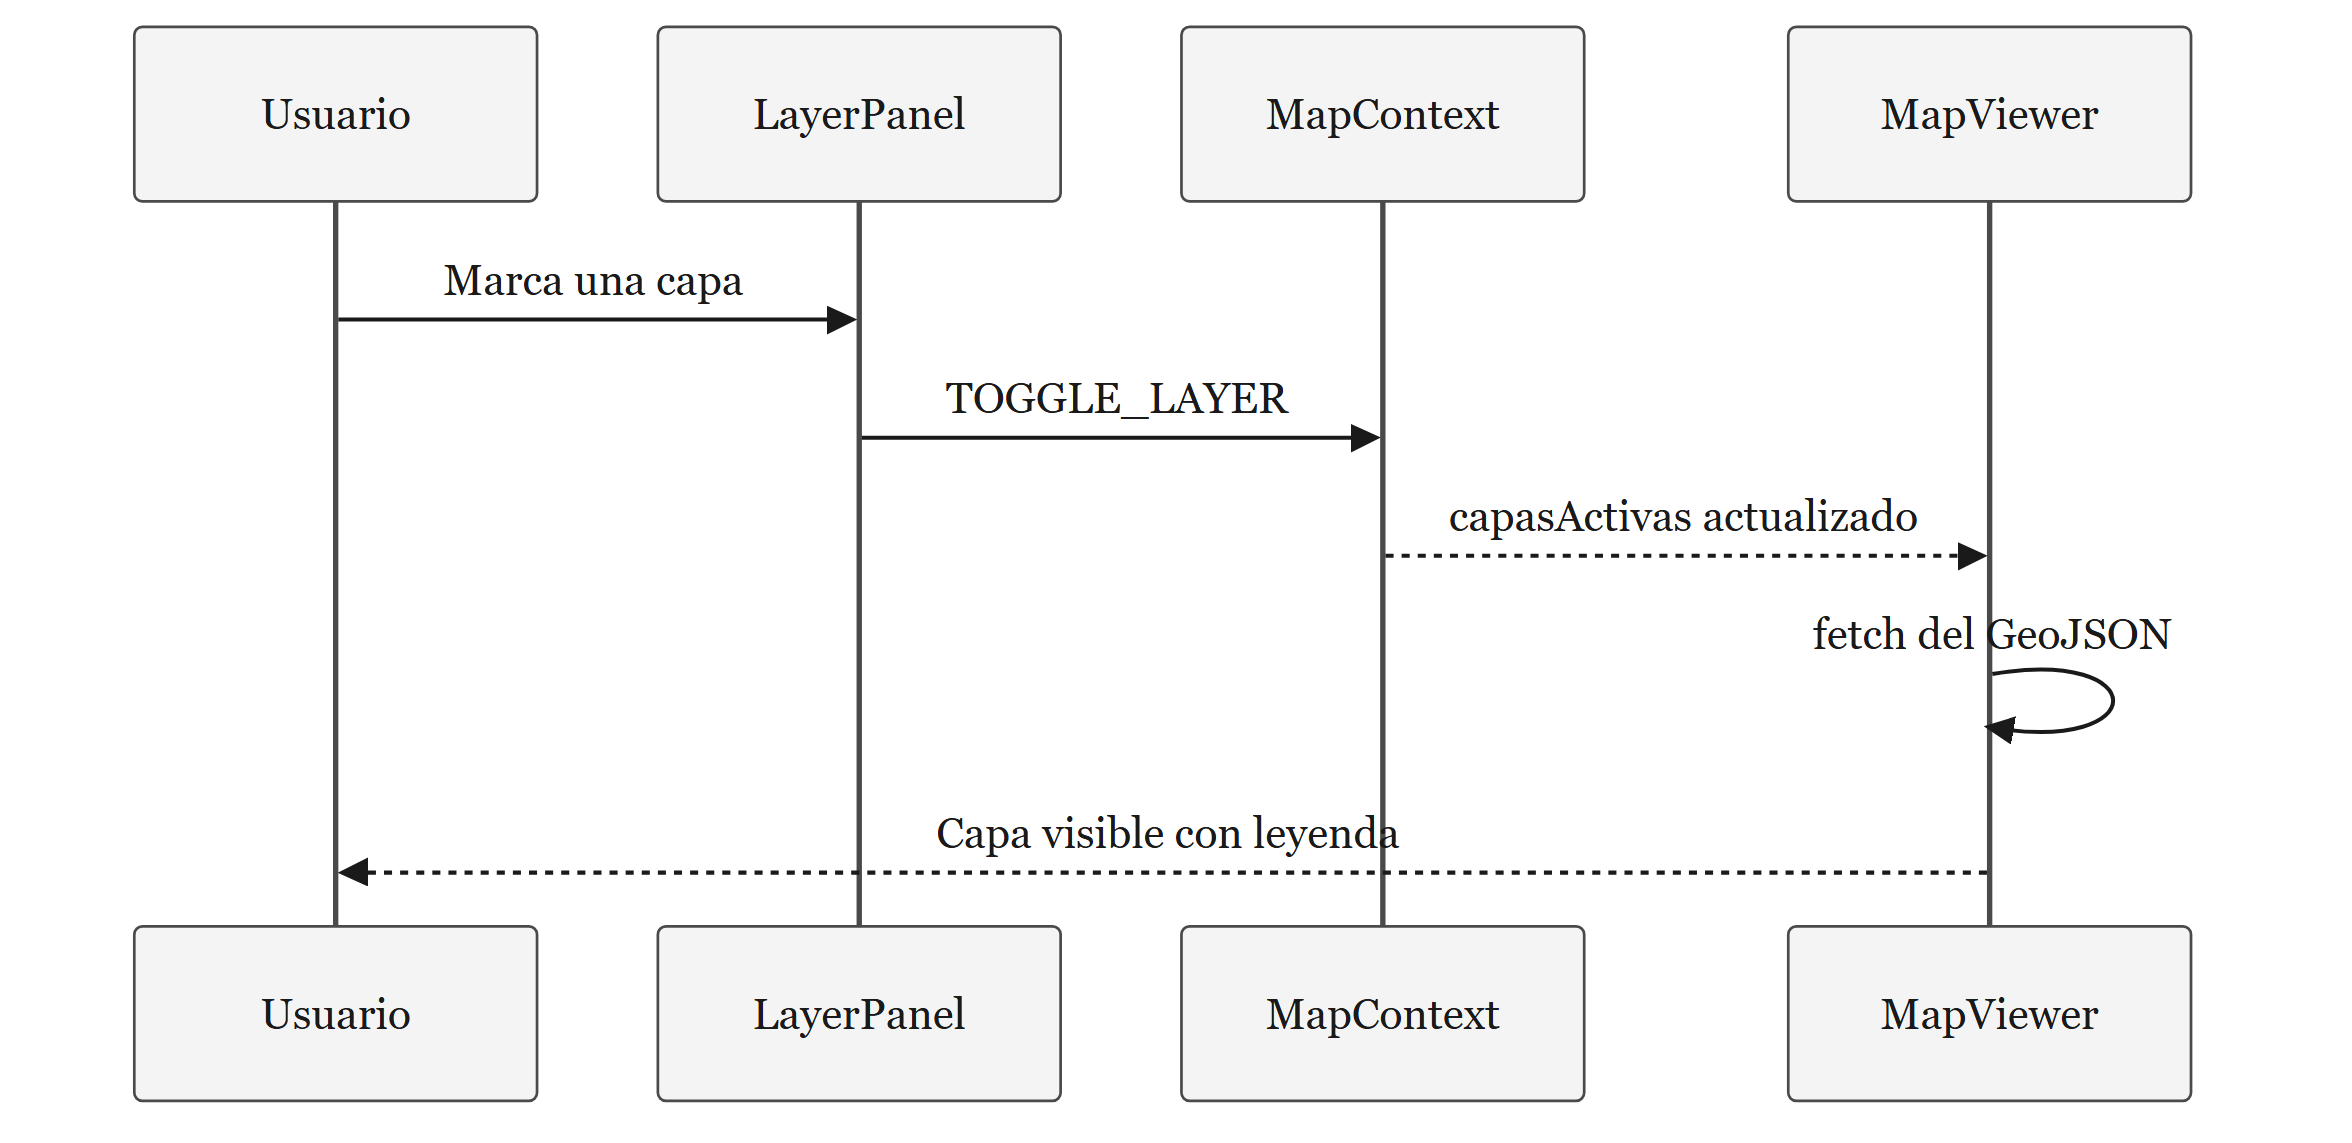 Usuario
LayerPanel
MapContext
MapViewer
Marca una capa
TOGGLE_LAYER
capasActivas actualizado
fetch del GeoJSON
Capa visible con leyenda
Usuario
LayerPanel
MapContext
MapViewer